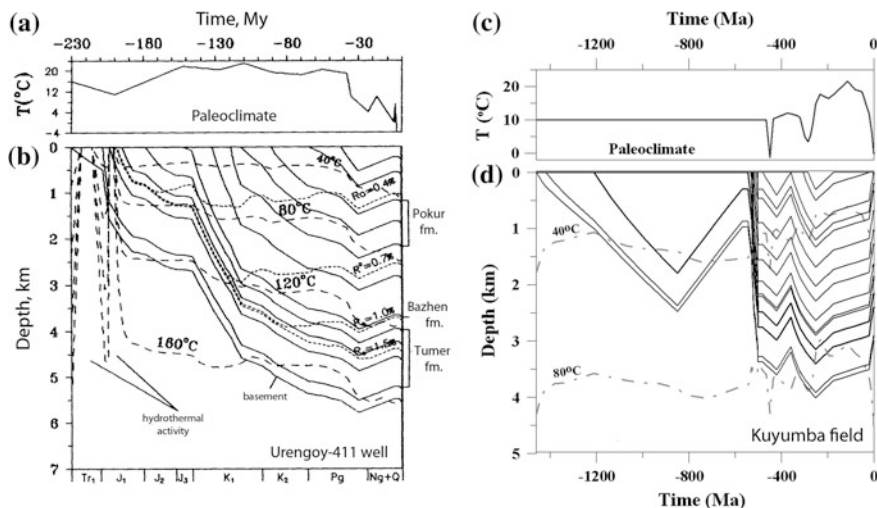 (a)
Time, My
-230 -180 -130 -80 -30
T(°C)
20
12
4
-4
Paleoclimate
(b)
0
1
2
3
4
5
6
7
Depth, km
40°C
Ro=0.4%
80°C
120°C
R°=0.7%
160°C
Pokur
fm.
Bazhen
fm.
Tumer
fm.
basement
hydrothermal
activity
Urengoy-411 well
Tr₁ J₁ J₂ J₃ K₁ K₂ Pg Ng+Q
(c)
Time (Ma)
-1200 -800 -400 0
T (°C)
20
10
0
Paleoclimate
(d)
0
1
2
3
4
5
Depth (km)
40°C
80°C
Kuyumba field
-1200 -800 -400 0
Time (Ma)